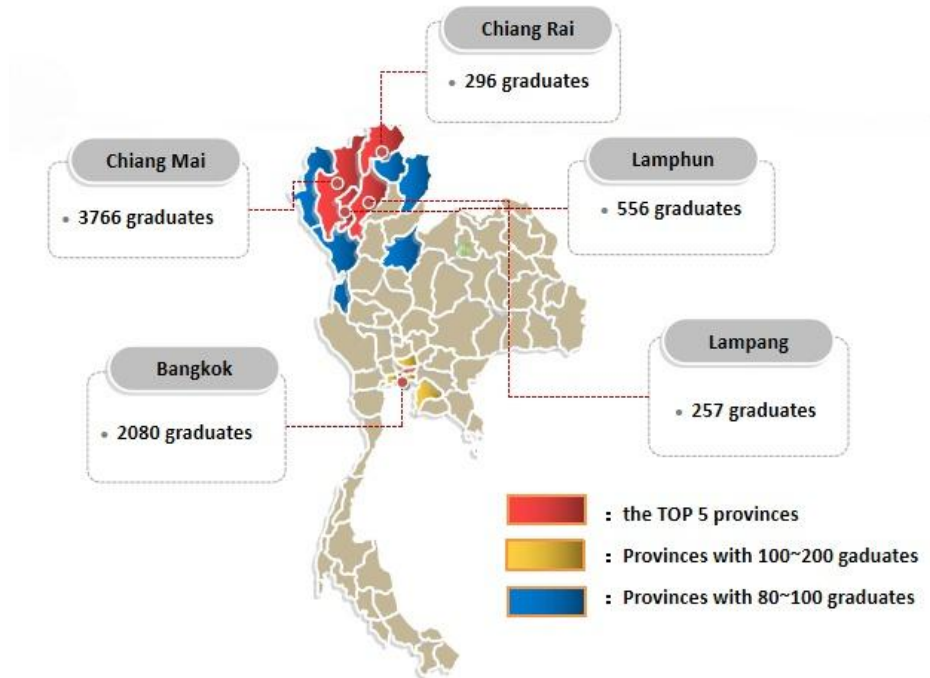 Chiang Rai
• 296 graduates
Chiang Mai
• 3766 graduates
Lamphun
• 556 graduates
Bangkok
• 2080 graduates
Lampang
• 257 graduates
: the TOP 5 provinces
: Provinces with 100~200 gaduates
: Provinces with 80~100 graduates